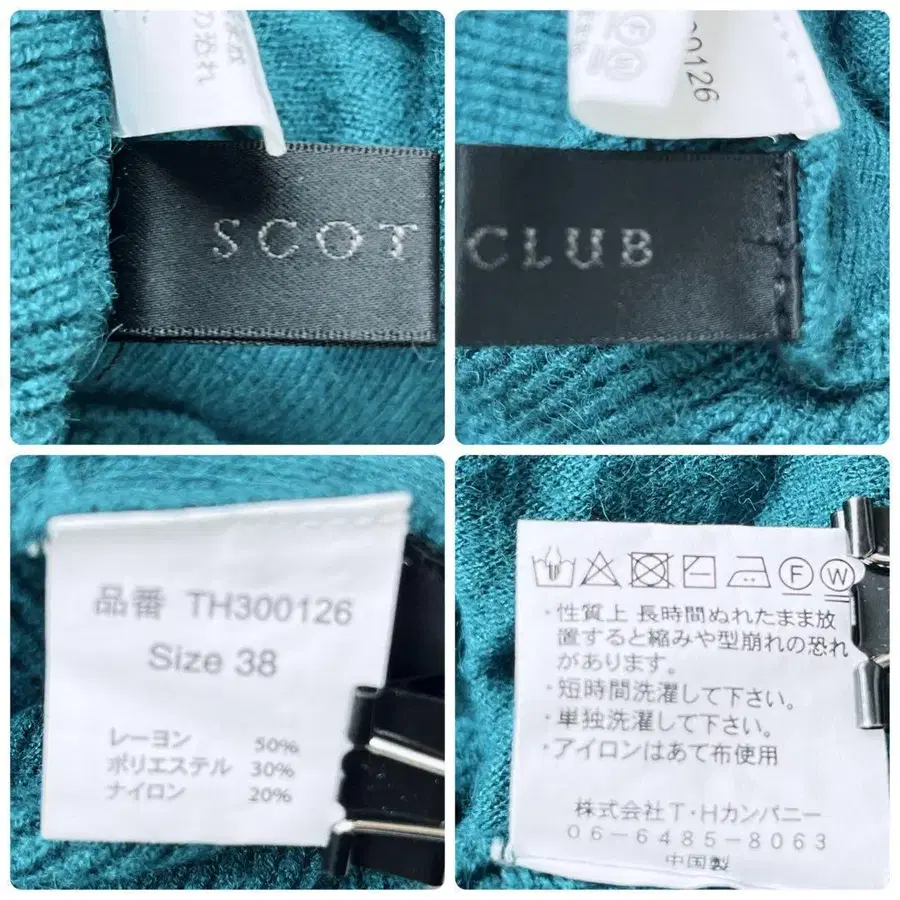 の恐れ
SCOT
00126
CLUB
品番 TH300126
Size 38
レーヨン 50%
ポリエステル 30%
ナイロン 20%
F W
・性質上 長時間ぬれたまま放
置すると縮みや型崩れの恐れ
があります。
・短時間洗濯して下さい。
・単独洗濯して下さい。
・アイロンはあて布使用
株式会社T・Hカンパニー
06-6485-8063
中国製